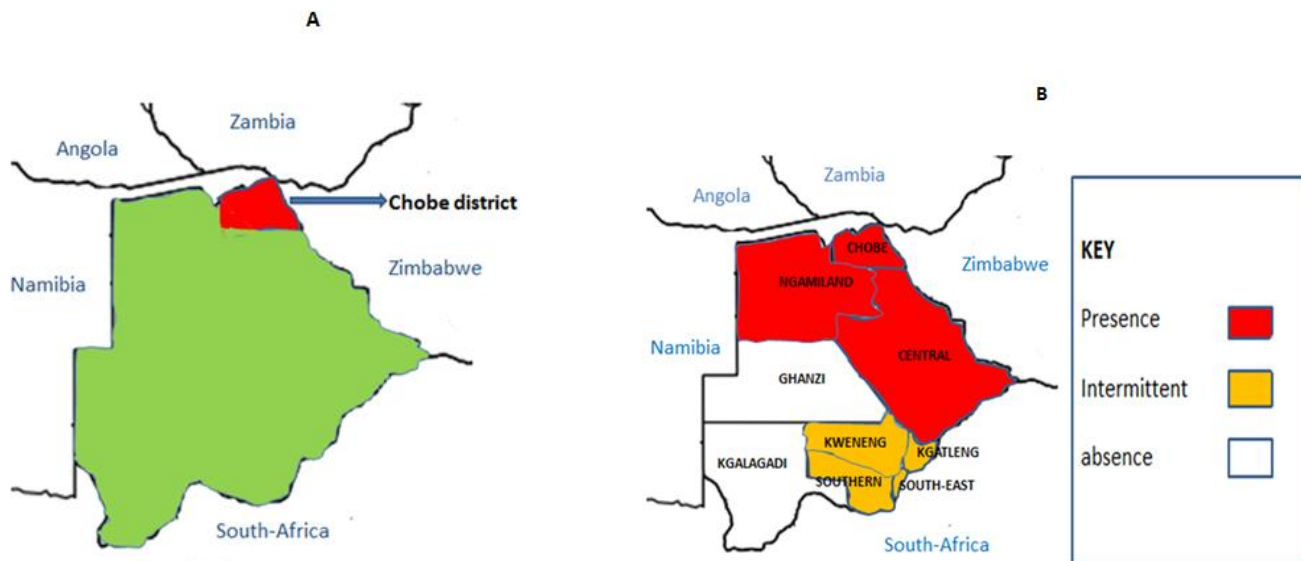 A
Angola
Zambia
Chobe district
Namibia
Zimbabwe
South-Africa
B
Angola
Zambia
CHOBE
Zimbabwe
NGAMILAND
Namibia
CENTRAL
GHANZI
KWENENG
KGATLENG
KGALAGADI
SOUTHERN
SOUTH-EAST
South-Africa
KEY
Presence
Intermittent
absence